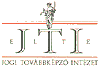 JTI
ELTE
JOGI TOVÁBBKÉPZŐ INTÉZET